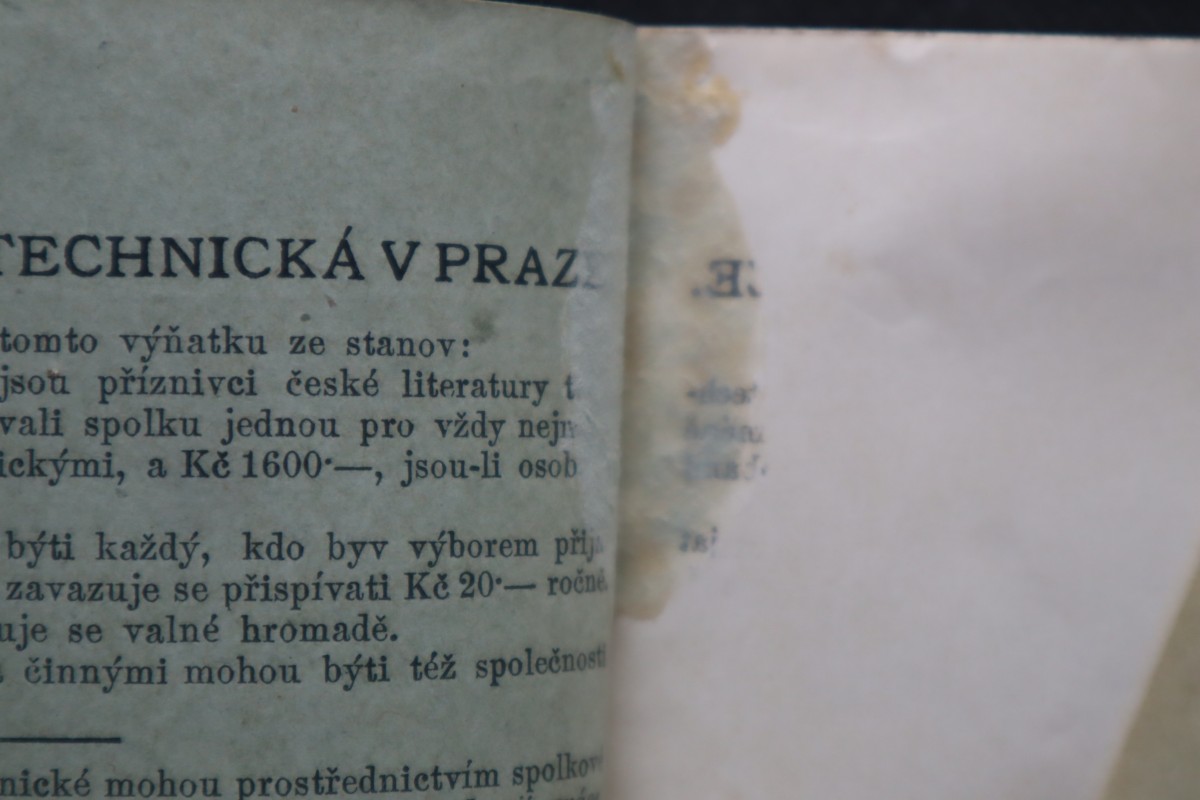 TECHNICKÁ V PRAZ
tomto výňatku ze stanov:
jsou příznivci české literatury
vali spolku jednou pro vždy
ickými, a Kč 1600·—, jsou-li osob
býti každý, kdo byv výborem
zavazuje se přispívati Kč 20·— ročně.
uje se valné hromadě.
činnými mohou býti též společnosti
nické mohou prostřednictvím spolkov